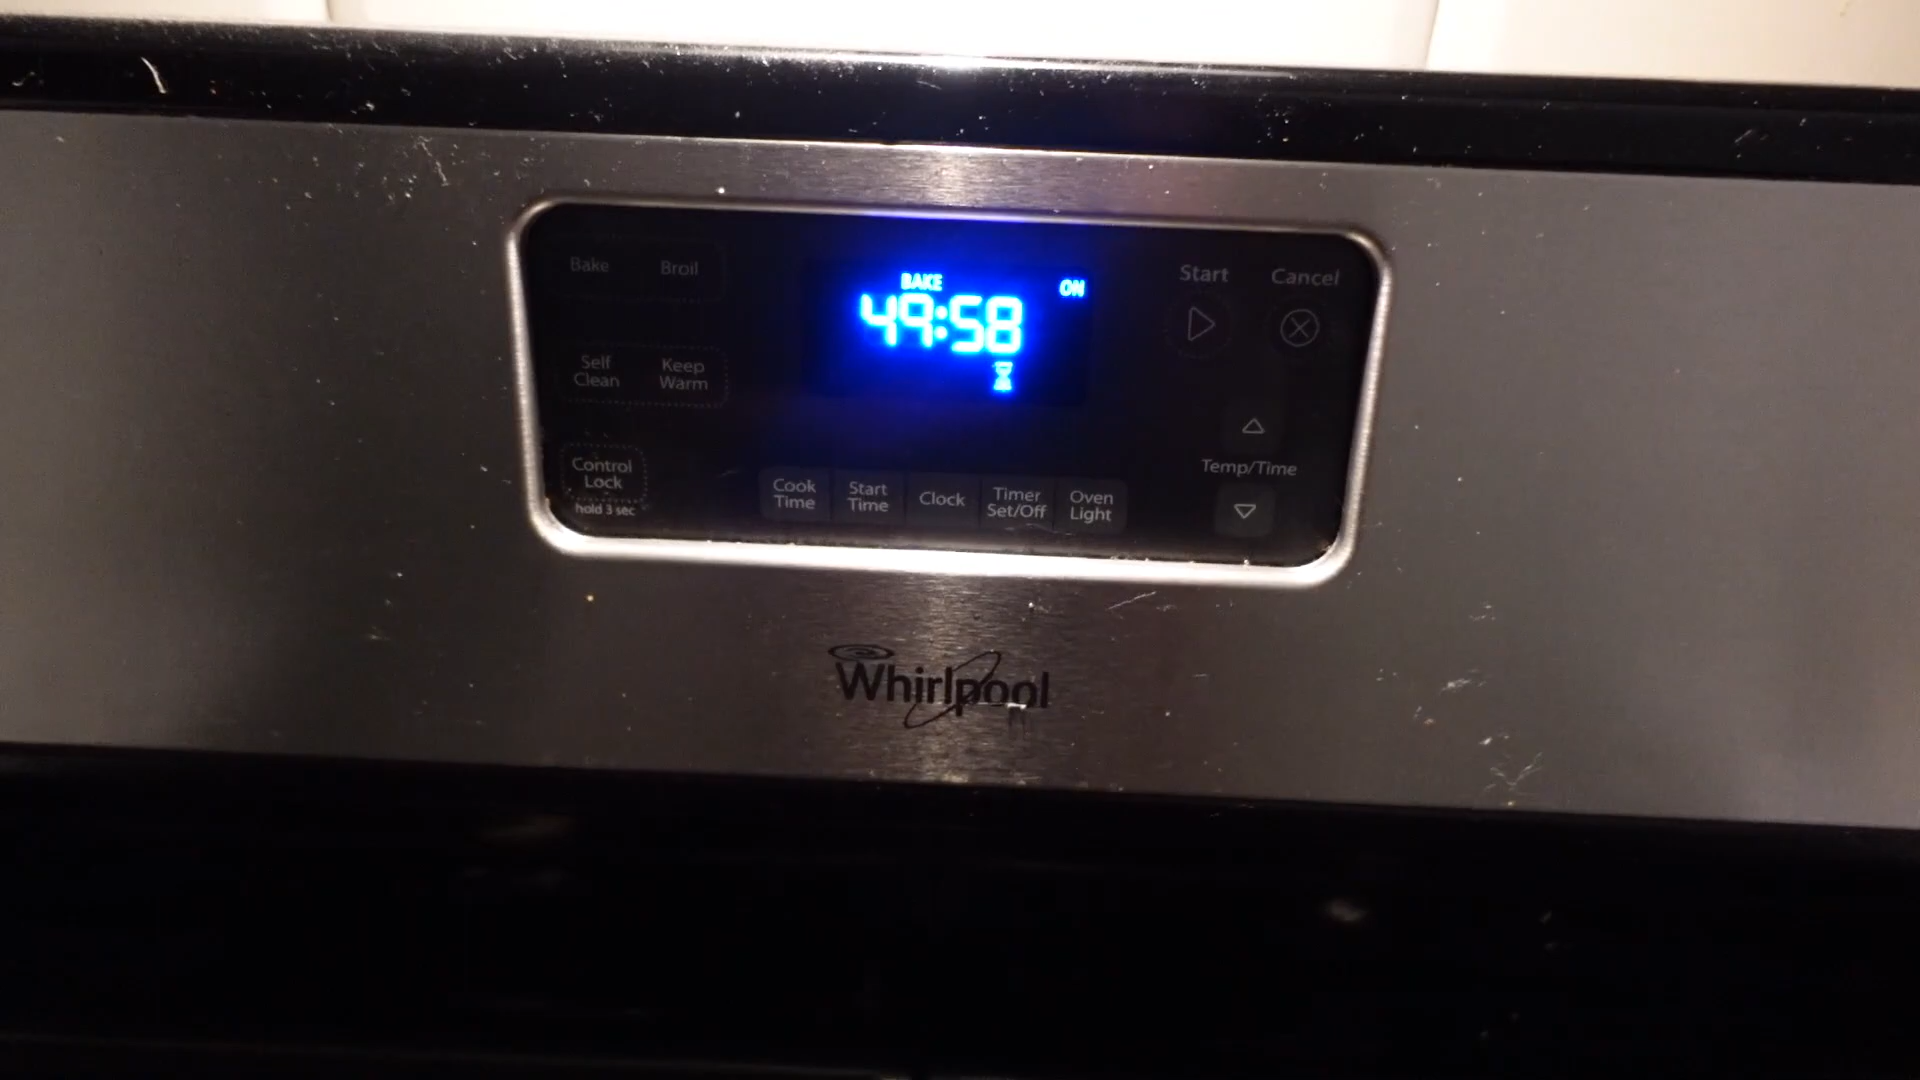 Bake Broil
BAKE
ON
49:58
Start Cancel
Self
Clean
Keep
Warm
Control
Lock
hold 3 sec
Cook
Time
Start
Time
Clock
Timer
Set/Off
Oven
Light
Temp/Time
Whirlpool